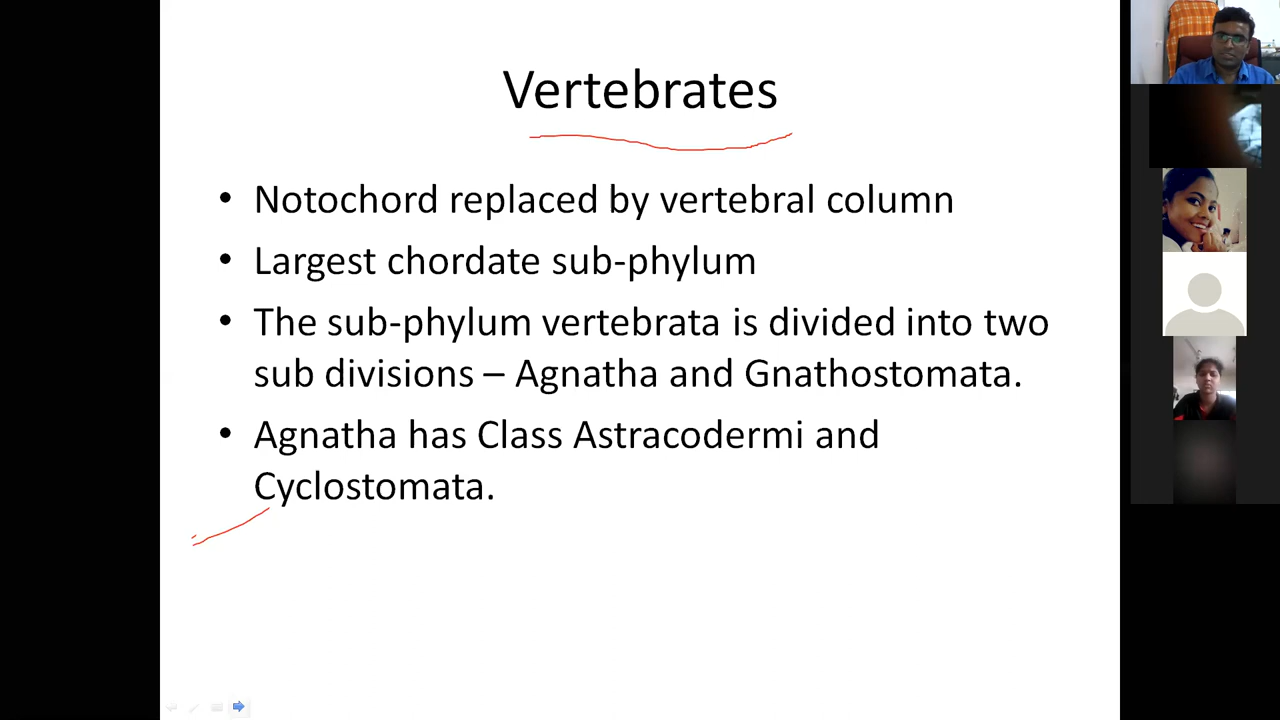 Vertebrates
• Notochord replaced by vertebral column
• Largest chordate sub-phylum
• The sub-phylum vertebrata is divided into two
sub divisions – Agnatha and Gnathostomata.
• Agnatha has Class Astracodermi and
Cyclostomata.